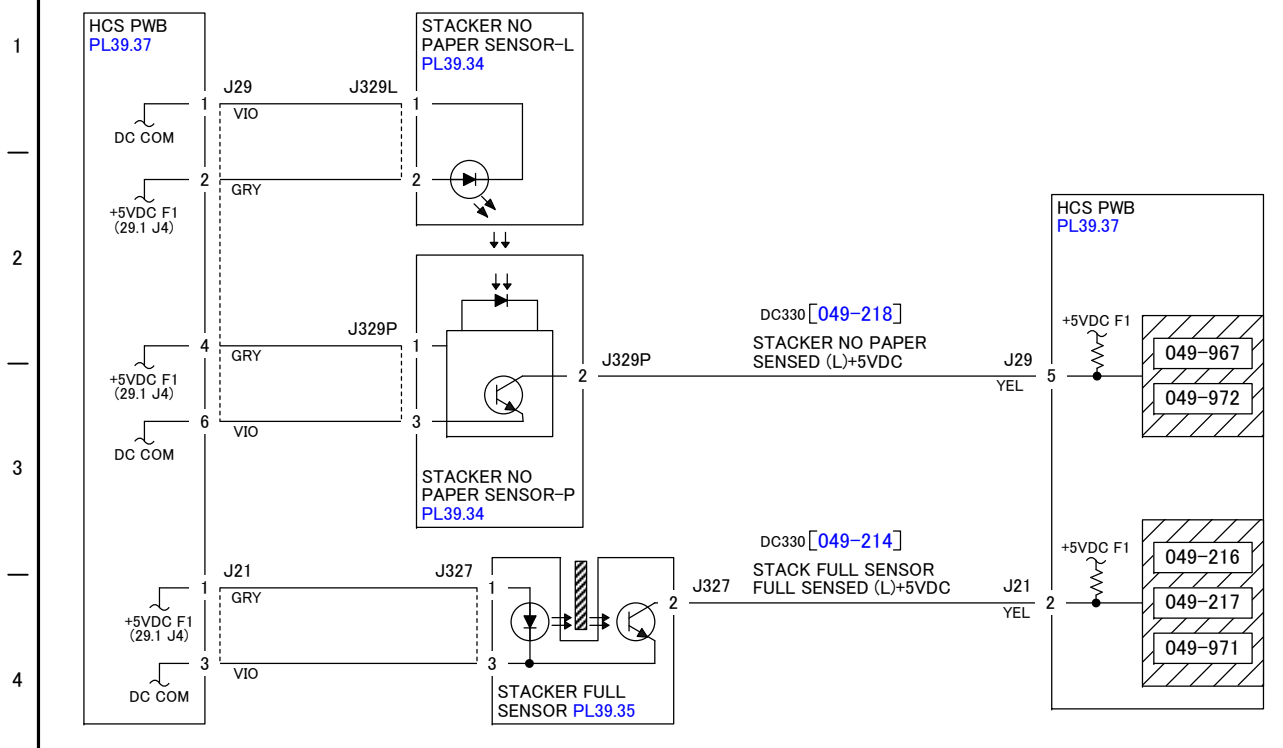 1
2
3
4
HCS PWB
PL39.37
DC COM
+5VDC F1
(29.1 J4)
+5VDC F1
(29.1 J4)
DC COM
+5VDC F1
(29.1 J4)
DC COM
J29
J329L
1
VIO
1
2
GRY
2
STACKER NO
PAPER SENSOR-L
PL39.34
J329P
4
GRY
1
6
VIO
3
2
J329P
STACKER NO
PAPER SENSOR-P
PL39.34
DC330 [049-218]
STACKER NO PAPER
SENSED (L)+5VDC
J29
YEL
5
HCS PWB
PL39.37
+5VDC F1
049-967
049-972
J21
J327
1
GRY
1
3
VIO
3
2
J327
STACKER FULL
SENSOR PL39.35
DC330 [049-214]
STACK FULL SENSOR
FULL SENSED (L)+5VDC
J21
YEL
2
+5VDC F1
049-216
049-217
049-971